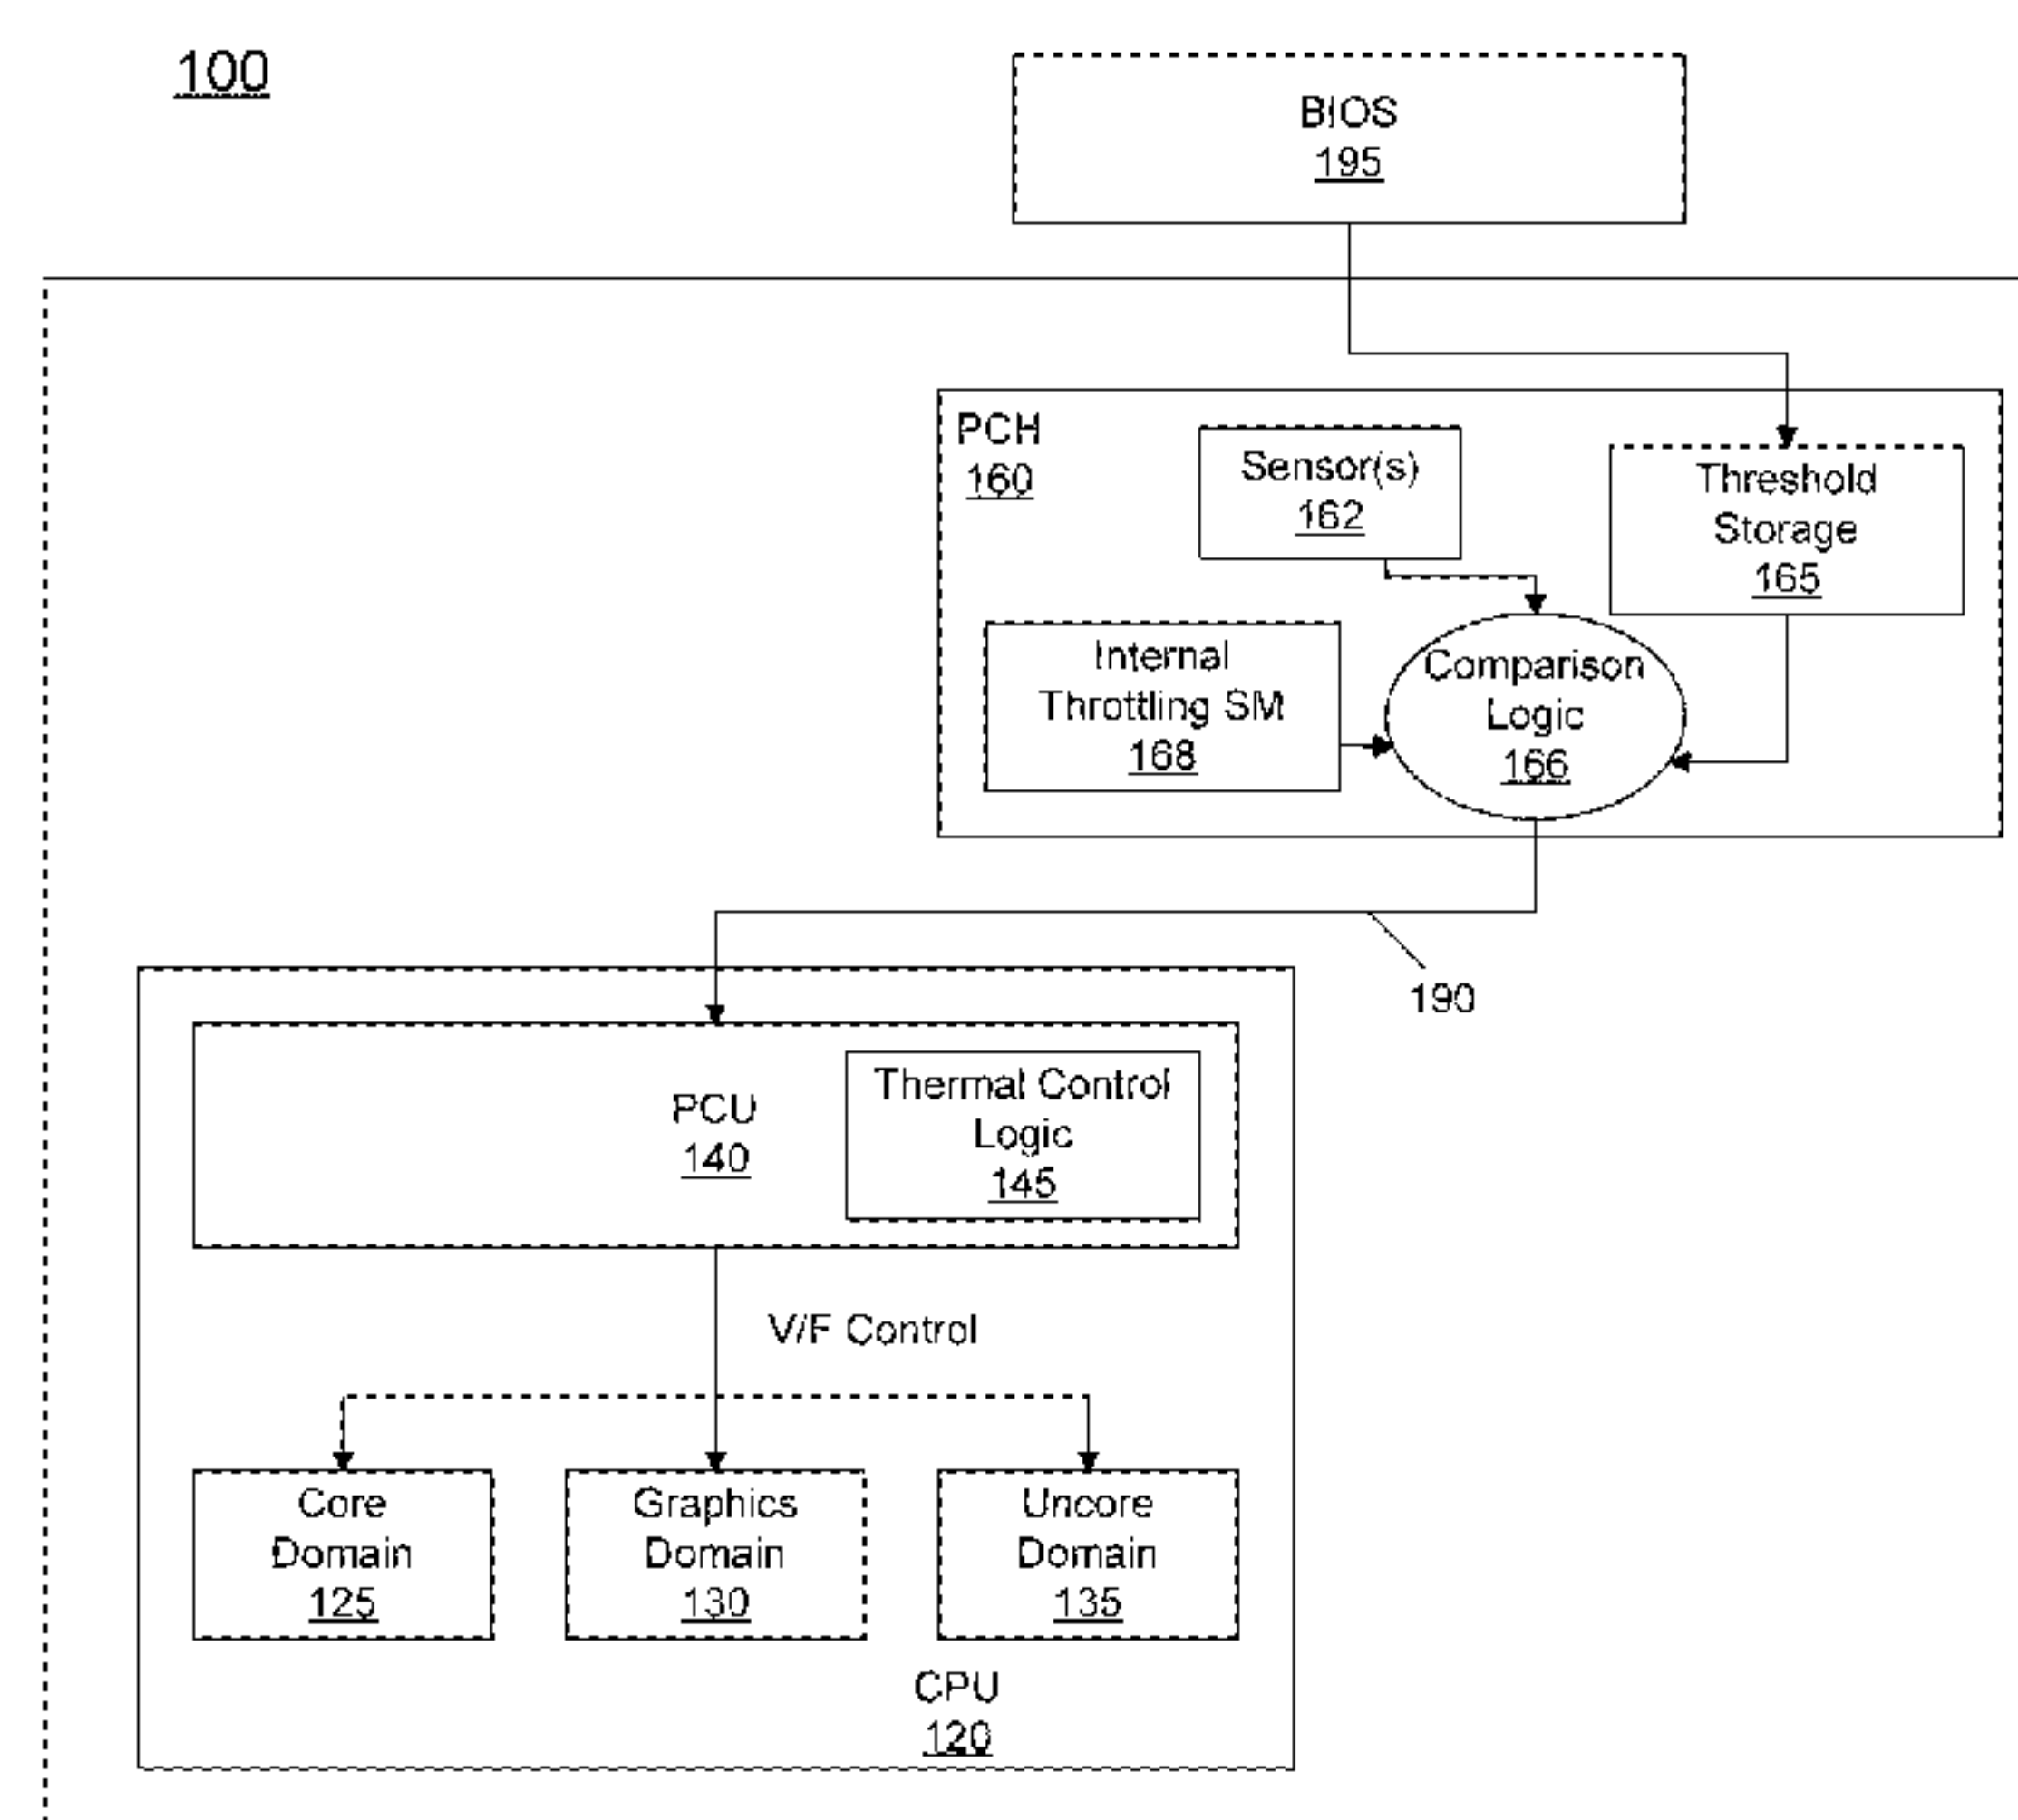 100
BIOS
195
PCH
160
Sensor(s)
162
Threshold
Storage
165
Internal
Throttling SM
168
Comparison
Logic
166
190
PCU
140
Thermal Control
Logic
145
V/F Control
Core
Domain
125
Graphics
Domain
130
Uncore
Domain
135
CPU
120